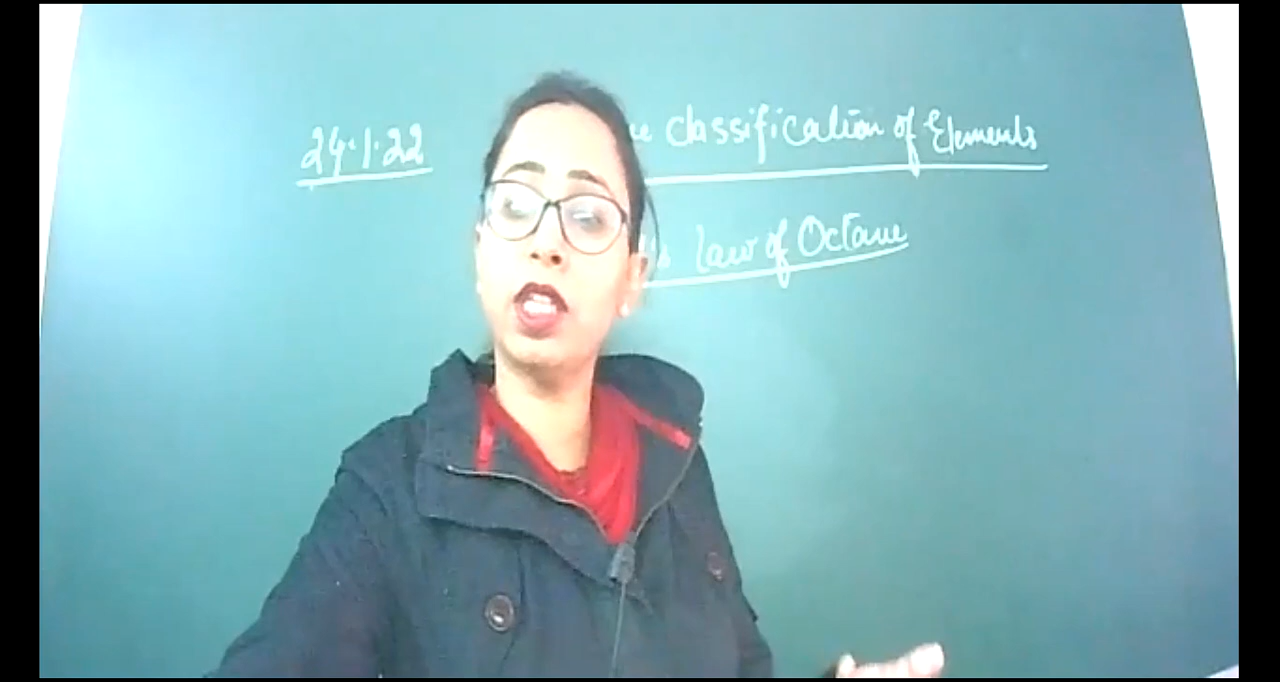 24.1.22 classification of Elements
Law of Octave